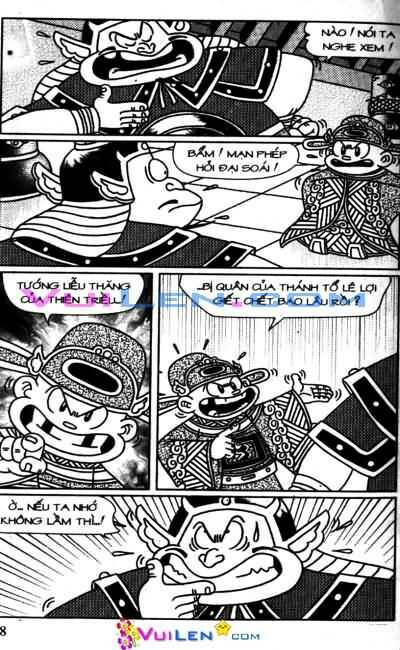 NÀO! NÓI TA
NGHE XEM!
BẨM! MẠN PHÉP
HỎI ĐẠI SOÁI!
TƯỚNG LIỄU THĂNG
CỦA THIÊN TRIỀU...
VUILEN.COM
...BỊ QUÂN CỦA THÁNH TỔ LÊ LỢI
GIẾT CHẾT BAO LÂU RỒI?
Ờ... NẾU TA NHỚ
KHÔNG LẦM THÌ...!
8
VUILEN.COM